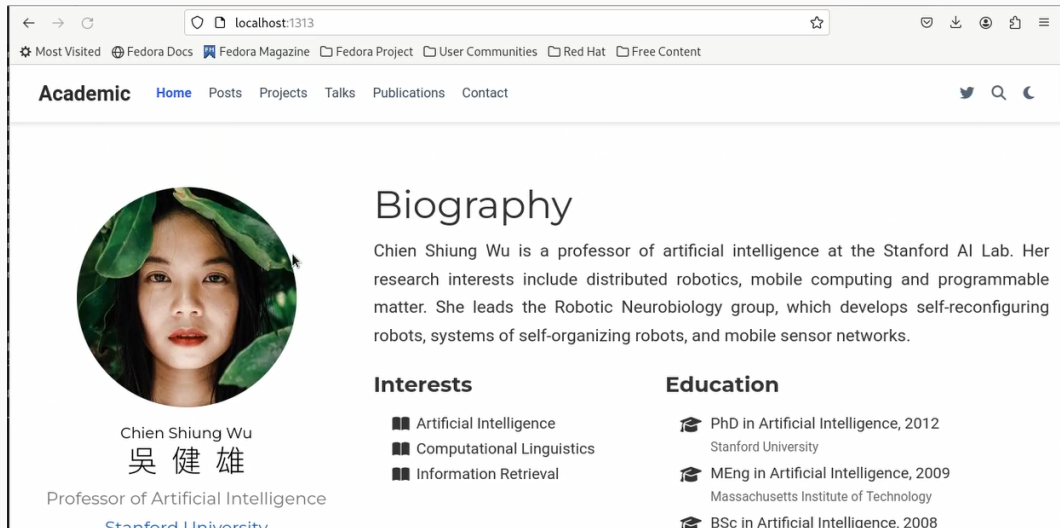 localhost:1313
Most Visited Fedora Docs Fedora Magazine Fedora Project User Communities Red Hat Free Content
Academic Home Posts Projects Talks Publications Contact
Biography
Chien Shiung Wu is a professor of artificial intelligence at the Stanford AI Lab. Her
research interests include distributed robotics, mobile computing and programmable
matter. She leads the Robotic Neurobiology group, which develops self-reconfiguring
robots, systems of self-organizing robots, and mobile sensor networks.
Chien Shiung Wu
吳健雄
Professor of Artificial Intelligence
Stanford University
Interests
Artificial Intelligence
Computational Linguistics
Information Retrieval
Education
PhD in Artificial Intelligence, 2012
Stanford University
MEng in Artificial Intelligence, 2009
Massachusetts Institute of Technology
BSc in Artificial Intelligence, 2008